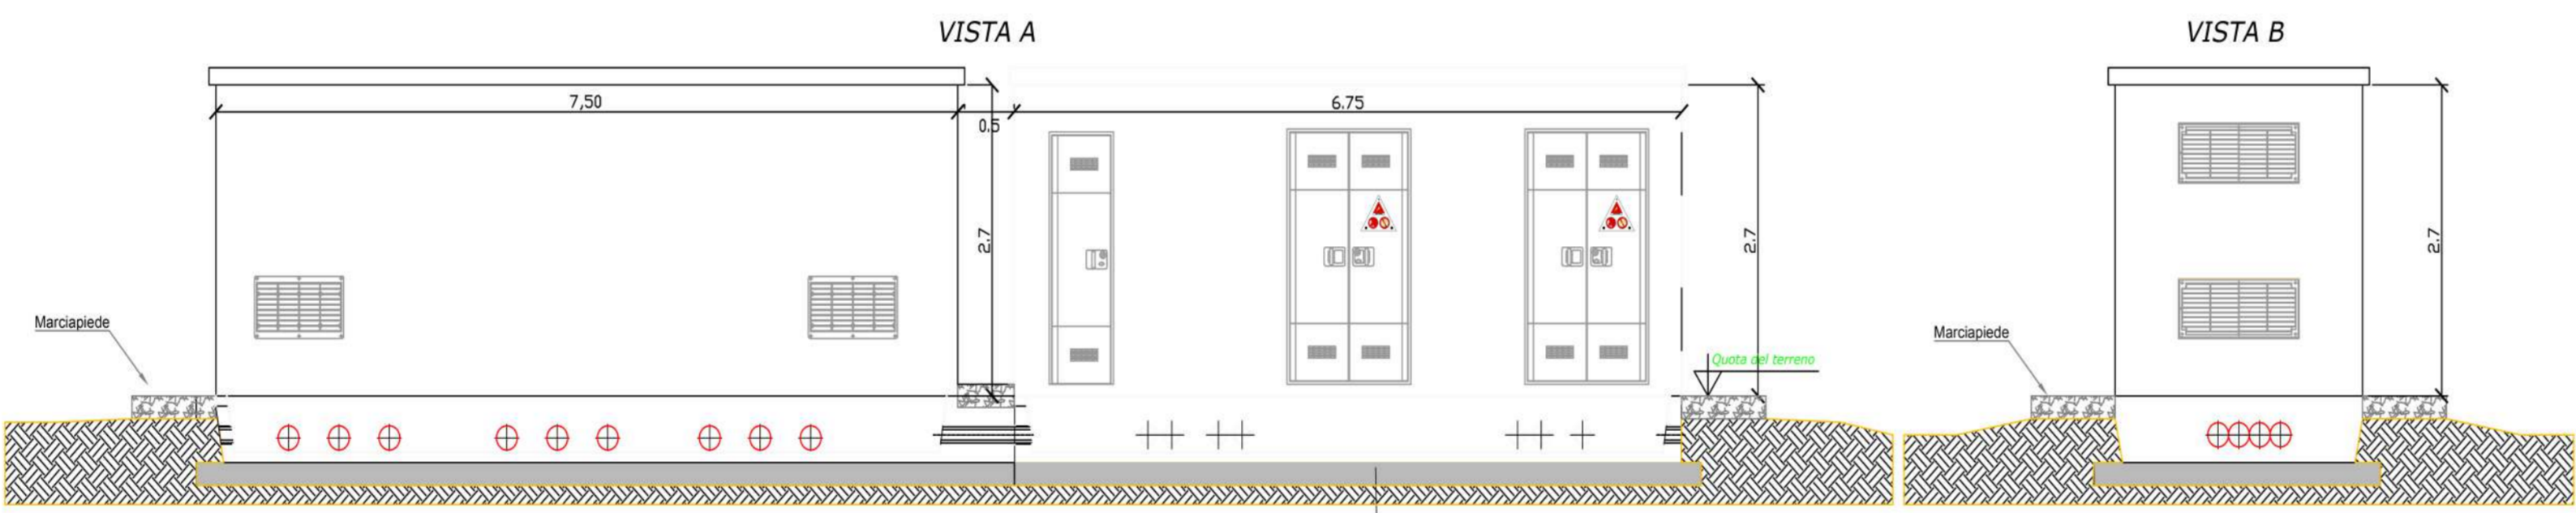 VISTA A
VISTA B
7,50
0.5
6.75
2.7
2.7
2.7
Marciapiede
Quota del terreno
Marciapiede